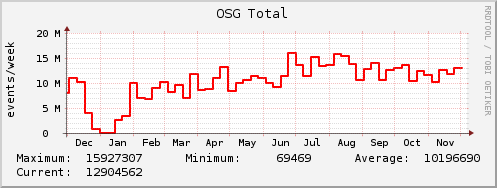 OSG Total
RRDTOOL / TOBI OETIKER
events/week
20 M
15 M
10 M
5 M
0
Dec Jan Feb Mar Apr May Jun Jul Aug Sep Oct Nov
Maximum: 15927307 Minimum: 69469 Average: 10196690
Current: 12904562